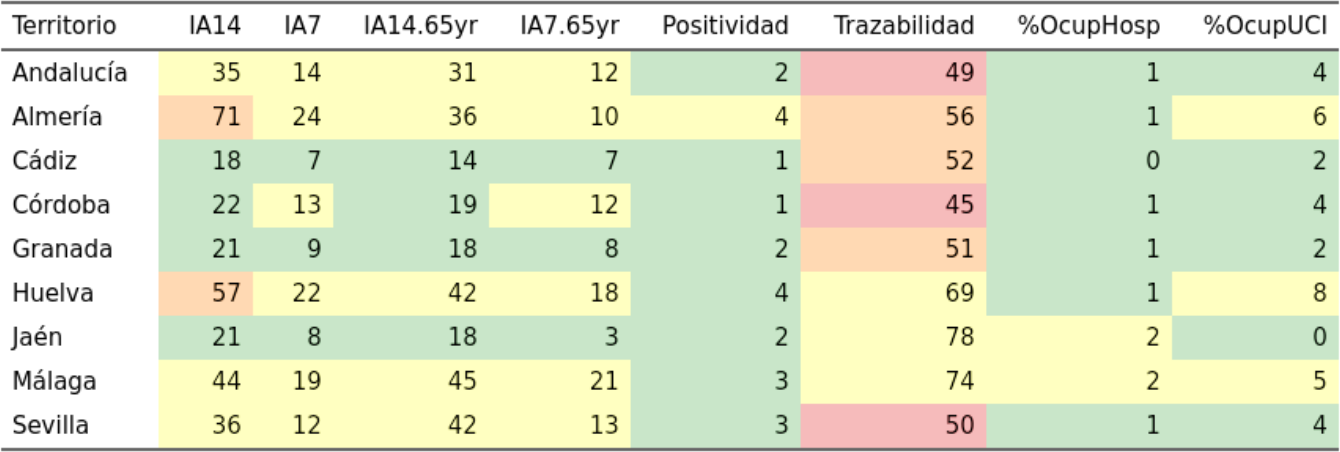 Territorio IA14 IA7 IA14.65yr IA7.65yr Positividad Trazabilidad %OcupHosp %OcupUCI
Andalucía 35 14 31 12 2 49 1 4
Almería 71 24 36 10 4 56 1 6
Cádiz 18 7 14 7 1 52 0 2
Córdoba 22 13 19 12 1 45 1 4
Granada 21 9 18 8 2 51 1 2
Huelva 57 22 42 18 4 69 1 8
Jaén 21 8 18 3 2 78 2 0
Málaga 44 19 45 21 3 74 2 5
Sevilla 36 12 42 13 3 50 1 4